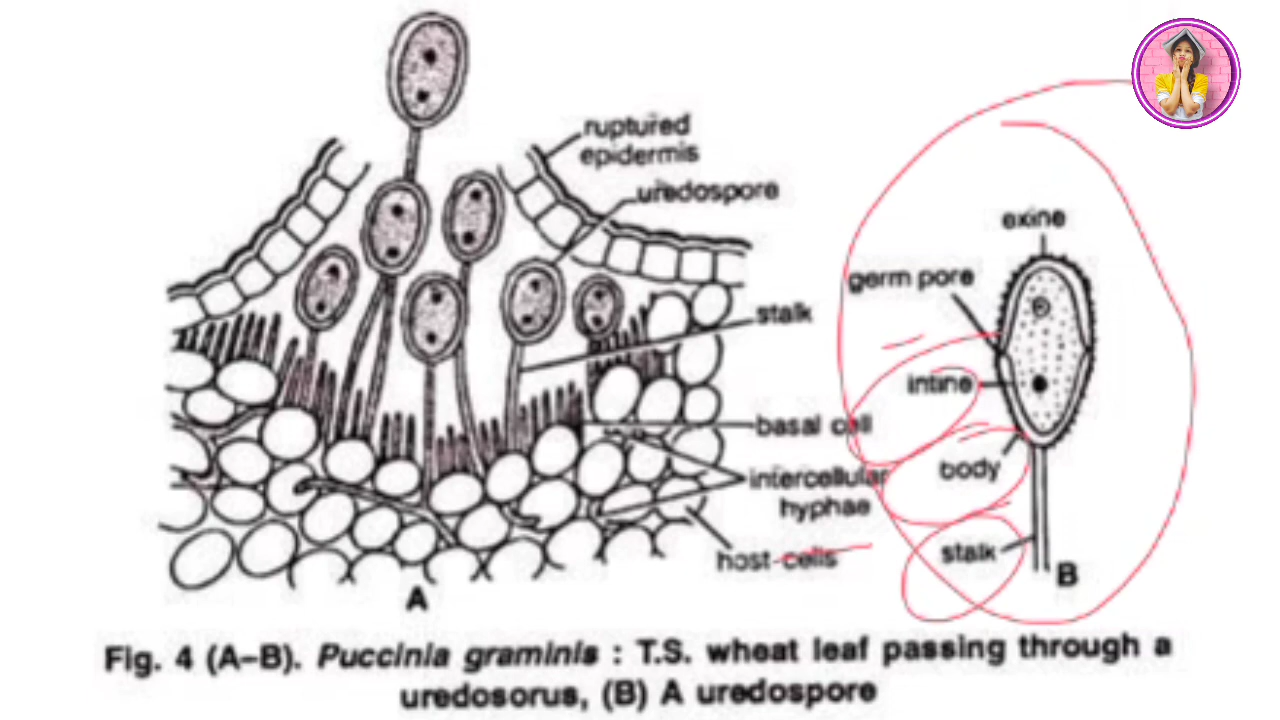 ruptured
epidermis
uredospore
stalk
basal cell
intercellular
hyphae
host cells
A
exine
germ pore
intine
body
stalk
B
Fig. 4 (A–B). Puccinia graminis : T.S. wheat leaf passing through a
uredosorus, (B) A uredospore